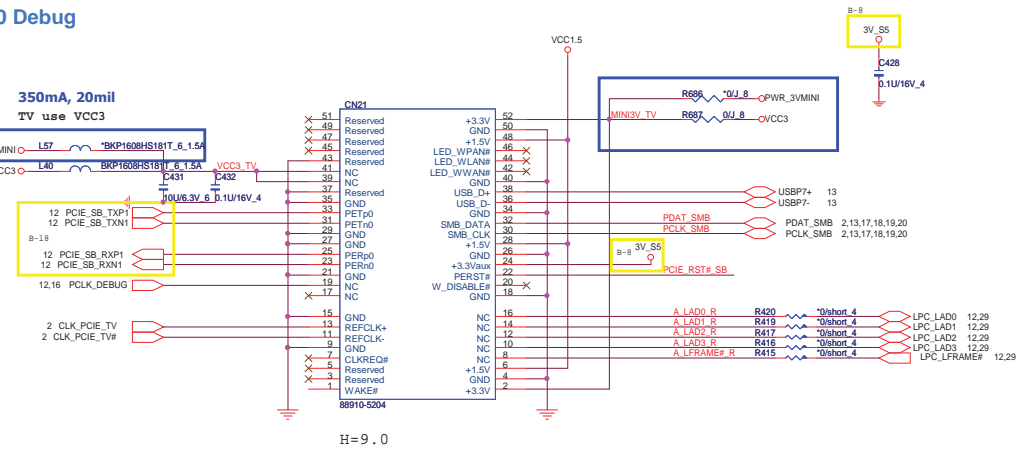 0 Debug
B-8
3V_S5
C428
0.1U/16V_4
VCC1.5
350mA, 20mil
TV use VCC3
MINI
L57
*BKP1608HS181T_6_1.5A
VCC3
L40
BKP1608HS181T_6_1.5A
VCC3_TV
C431
C432
10U/6.3V_6
0.1U/16V_4
R686
*0/J_8
PWR_3VMINI
MINI3V_TV
R687
0/J_8
VCC3
CN21
51 Reserved +3.3V 52
49 Reserved GND 50
47 Reserved +1.5V 48
45 Reserved LED_WPAN# 46
43 Reserved LED_WLAN# 44
41 NC LED_WWAN# 42
39 NC GND 40
37 Reserved USB_D+ 38
35 GND USB_D- 36
33 PETp0 GND 34
31 PETn0 SMB_DATA 32
29 GND SMB_CLK 30
27 GND +1.5V 28
25 PERp0 GND 26
23 PERn0 +3.3Vaux 24
21 GND PERST# 22
19 NC W_DISABLE# 20
17 NC GND 18
15 GND NC 16
13 REFCLK+ NC 14
11 REFCLK- NC 12
9 GND NC 10
7 CLKREQ# NC 8
5 Reserved +1.5V 6
3 Reserved GND 4
1 WAKE# +3.3V 2
88910-5204
H=9.0
12 PCIE_SB_TXP1
12 PCIE_SB_TXN1
B-18
12 PCIE_SB_RXP1
12 PCIE_SB_RXN1
12,16 PCLK_DEBUG
2 CLK_PCIE_TV
2 CLK_PCIE_TV#
USBP7+ 13
USBP7- 13
PDAT_SMB PDAT_SMB 2,13,17,18,19,20
PCLK_SMB PCLK_SMB 2,13,17,18,19,20
B-8 3V_S5
PCIE_RST#_SB
A_LAD0_R R420 *0/short_4 LPC_LAD0 12,29
A_LAD1_R R419 *0/short_4 LPC_LAD1 12,29
A_LAD2_R R417 *0/short_4 LPC_LAD2 12,29
A_LAD3_R R416 *0/short_4 LPC_LAD3 12,29
A_LFRAME#_R R415 *0/short_4 LPC_LFRAME# 12,29